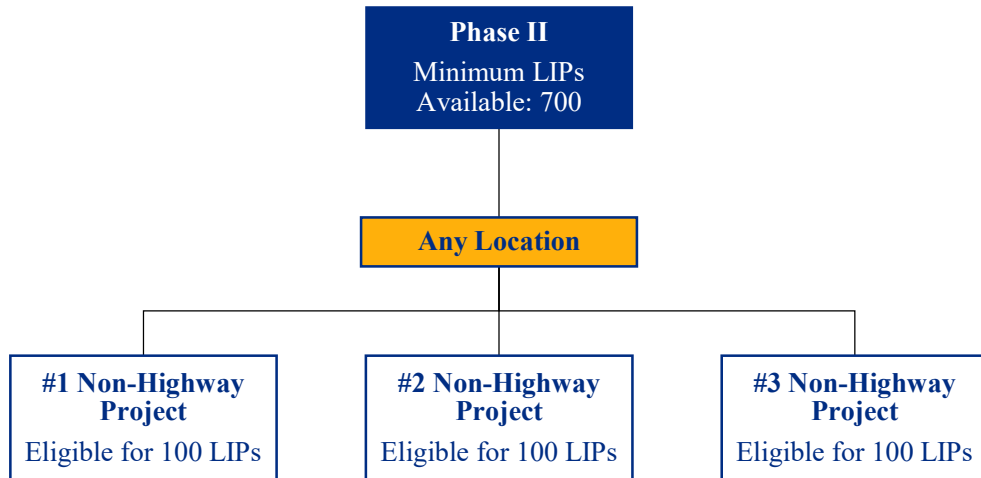 Phase II
Minimum LIPs
Available: 700
Any Location
#1 Non-Highway
Project
Eligible for 100 LIPs
#2 Non-Highway
Project
Eligible for 100 LIPs
#3 Non-Highway
Project
Eligible for 100 LIPs